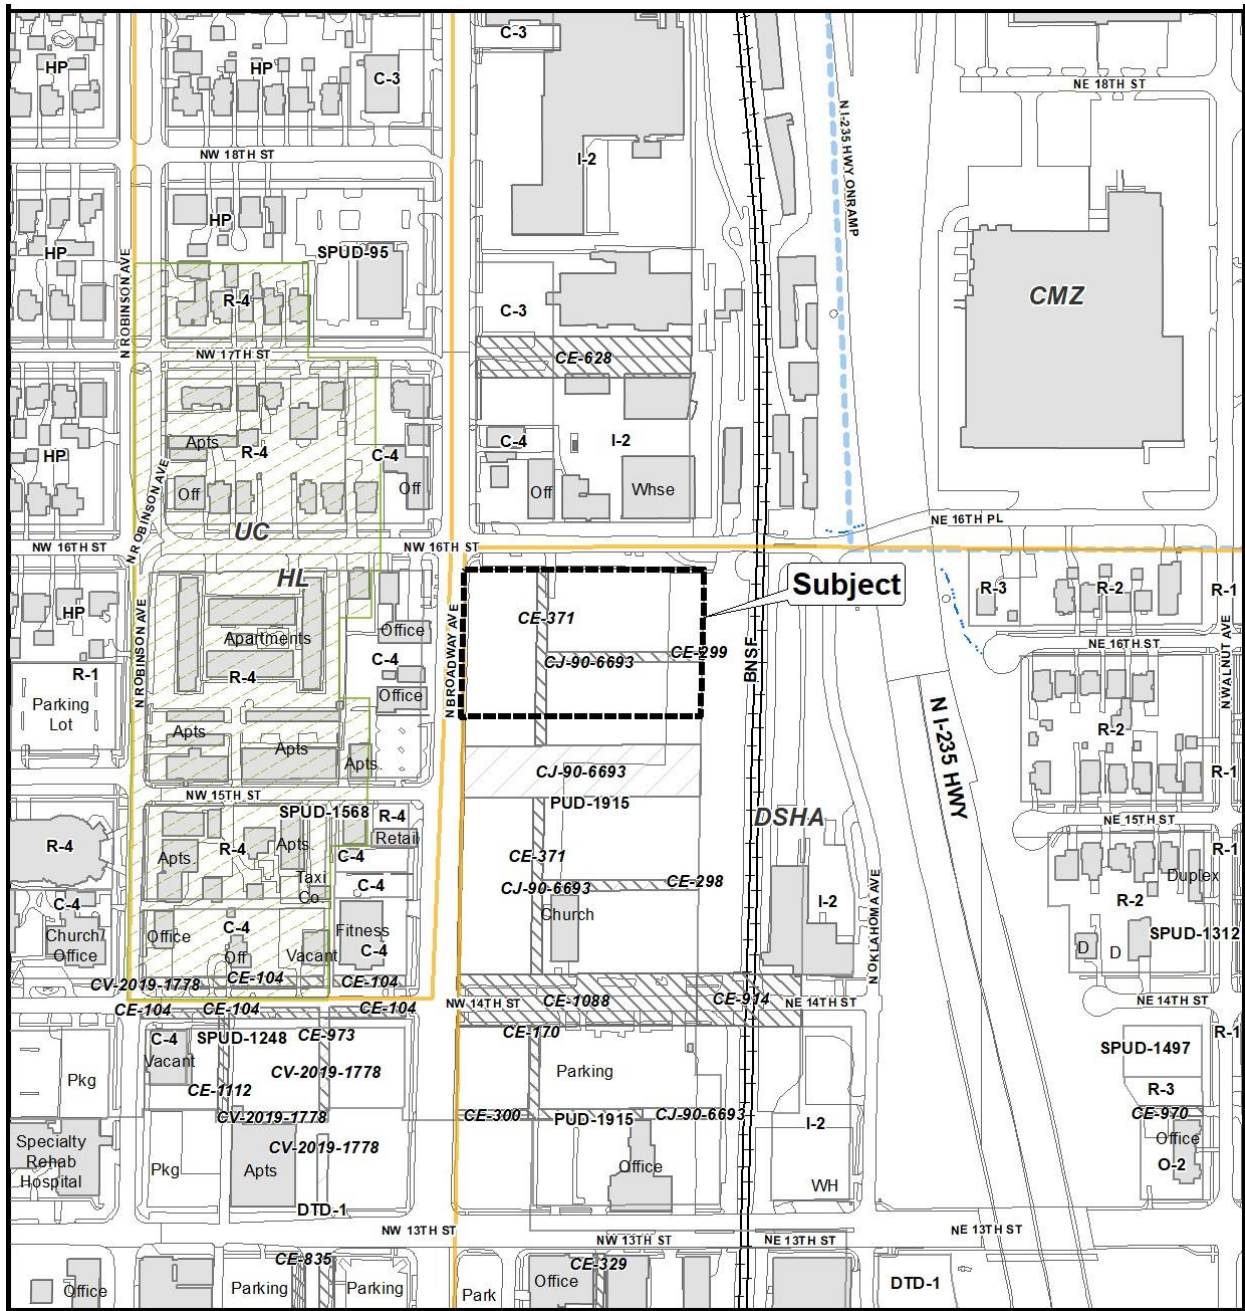 C-3
HP
HP
C-3
NE 18TH ST
N I-235 HWY ONRAMP
NW 18TH ST
I-2
HP
HP
SPUD-95
N ROBINSON AVE
R-4
CMZ
C-3
NW 17TH ST
CE-628
Apts
R-4
C-4
C-4
I-2
HP
Off
Off
Off
Whse
N ROBINSON AVE
UC
NE 16TH PL
NW 16TH ST
NW 16TH ST
HL
Subject
R-3
R-2
R-1
HP
N ROBINSON AVE
N BROADWAY AVE
CE-371
Apartments
Office
N WALNUT AVE
NE 16TH ST
CE-299
CJ-90-6693
BNSF
C-4
R-1
R-4
Office
Parking
Lot
N I-235 HWY
Apts
Apts
R-2
Apts.
CJ-90-6693
R-1
NW 15TH ST
PUD-1915
SPUD-1568
R-4
DSHA
NE 15TH ST
Retail
R-4
Apts.
R-4
Apts.
C-4
CE-371
R-1
Taxi
Co.
C-4
CJ-90-6693
CE-298
Duplex
N OKLAHOMA AVE
C-4
I-2
R-2
Church/
Office
Office
C-4
Off
Vacant
Fitness
C-4
Church
SPUD-1312
D
D
CV-2019-1778
CE-104
CE-104
NW 14TH ST
CE-1088
CE-914
NE 14TH ST
NE 14TH ST
CE-104
CE-104
CE-104
C-4
Vacant
SPUD-1248
CE-973
CE-170
R-1
SPUD-1497
Pkg
CV-2019-1778
Parking
CE-1112
R-3
CV-2019-1778
CE-300
PUD-1915
CJ-90-6693
CE-970
I-2
Specialty
Rehab
Hospital
Pkg
Apts
CV-2019-1778
Office
Office
O-2
WH
DTD-1
NW 13TH ST
NW 13TH ST
NE 13TH ST
NE 13TH ST
CE-835
CE-329
Office
Parking
Parking
Park
Office
DTD-1